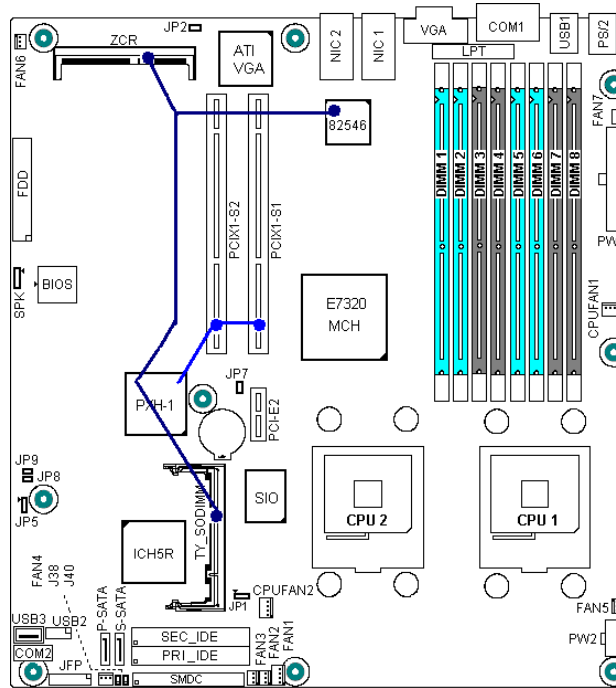 JP2
ZCR
FAN6
ATI
VGA
NIC 2
NIC 1
VGA
COM1
LPT
USB1
PS/2
FAN7
82546
FDD
PCIX1-S2
PCIX1-S1
DIMM 1
DIMM 2
DIMM 3
DIMM 4
DIMM 5
DIMM 6
DIMM 7
DIMM 8
PW
SPK
BIOS
E7320
MCH
CPUFAN1
PXH-1
JP7
PCI-E2
JP9
JP8
JP5
TY_SODIMM
SIO
CPU 2
CPU 1
ICH5R
FAN4
J38
J40
P-SATA
S-SATA
JP1
CPUFAN2
FAN5
USB3
USB2
SEC_IDE
PRI_IDE
FAN3
FAN2
FAN1
PW2
COM2
JFP
SMDC